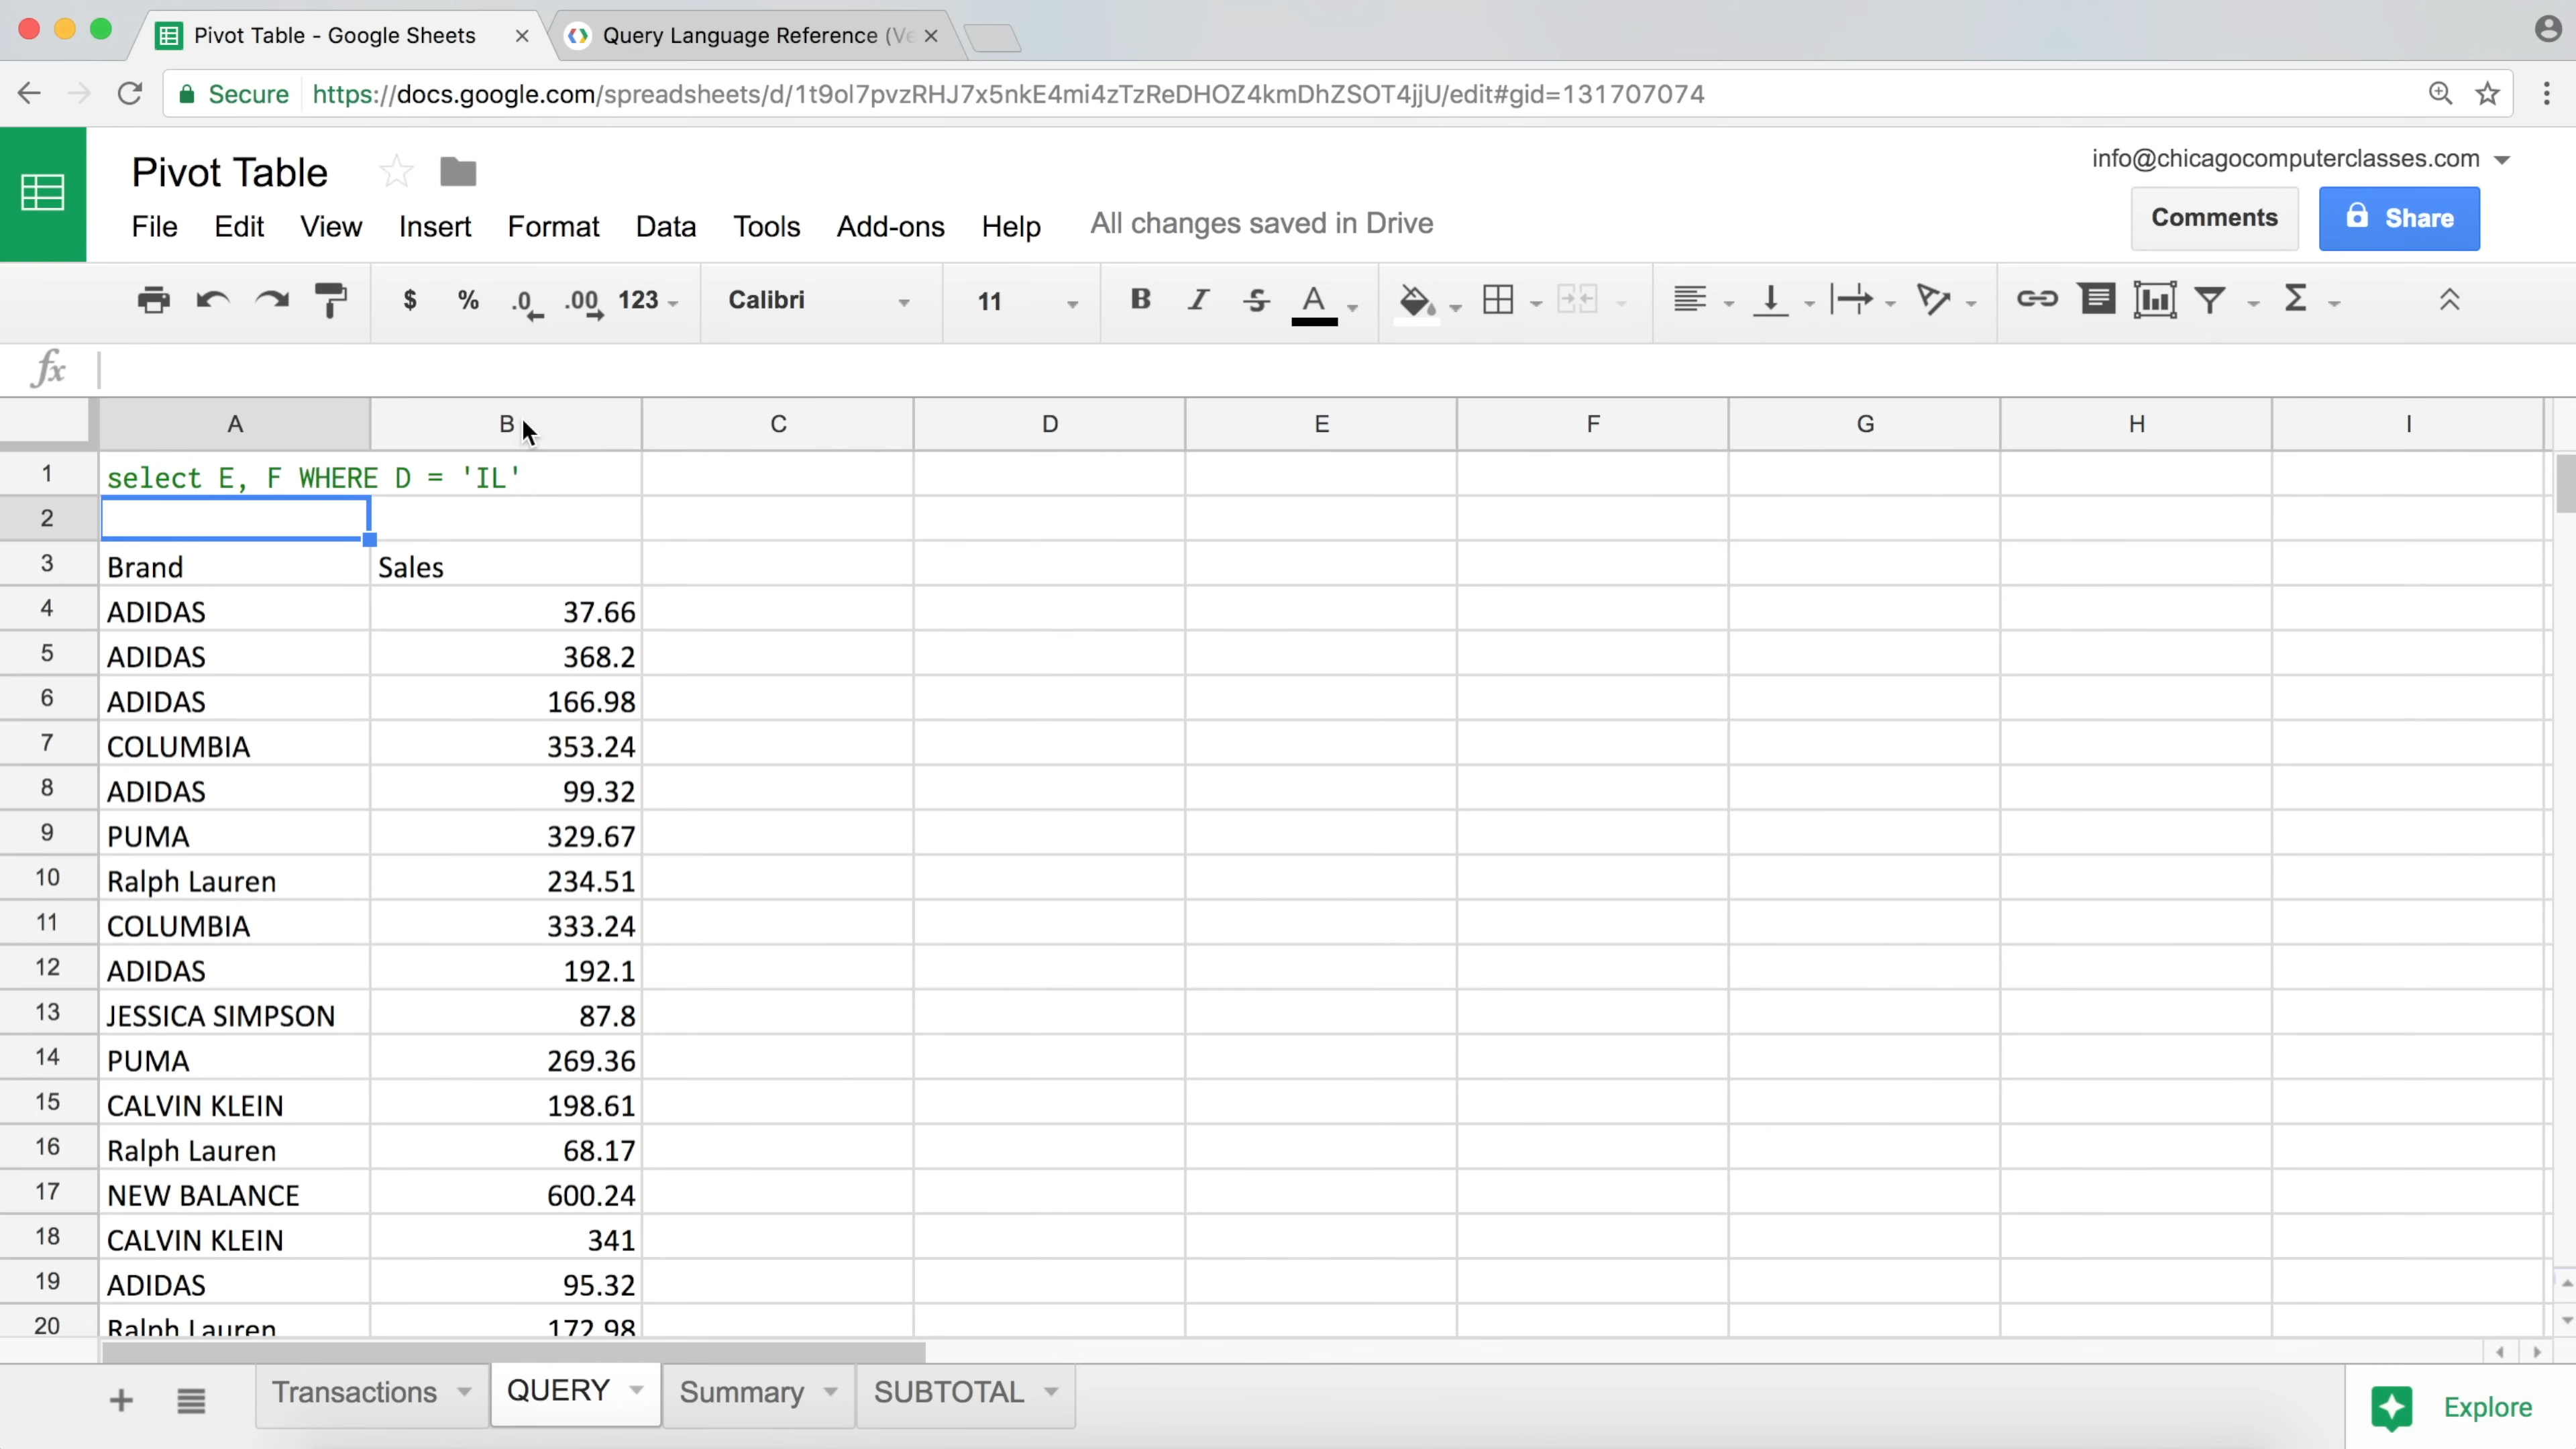 Pivot Table - Google Sheets
Query Language Reference (Ve
Secure https://docs.google.com/spreadsheets/d/1t9ol7pvzRHJ7x5nkE4mi4zTzReDHOZ4kmDhZSOT4jjU/edit#gid=131707074
Pivot Table
info@chicagocomputerclasses.com
File Edit View Insert Format Data Tools Add-ons Help All changes saved in Drive
Comments Share
$ % .0 .00 123 Calibri 11 B I S A
fx
A B C D E F G H I
1 select E, F WHERE D = 'IL'
2
3 Brand Sales
4 ADIDAS 37.66
5 ADIDAS 368.2
6 ADIDAS 166.98
7 COLUMBIA 353.24
8 ADIDAS 99.32
9 PUMA 329.67
10 Ralph Lauren 234.51
11 COLUMBIA 333.24
12 ADIDAS 192.1
13 JESSICA SIMPSON 87.8
14 PUMA 269.36
15 CALVIN KLEIN 198.61
16 Ralph Lauren 68.17
17 NEW BALANCE 600.24
18 CALVIN KLEIN 341
19 ADIDAS 95.32
20 Ralph Lauren 172.98
Transactions QUERY Summary SUBTOTAL Explore